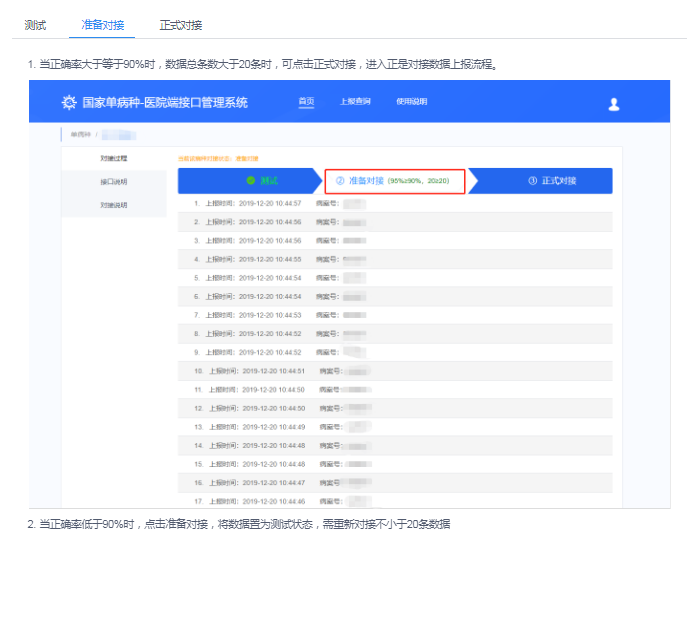 测试 准备对接 正式对接
1. 当正确率大于等于90%时，数据总条数大于20条时，可点击正式对接，进入正是对接数据上报流程。
国家单病种-医院端接口管理系统 首页 上报查询 使用说明
单病种 /
对接过程 当前该病种对接状态：准备对接
接口说明 测试 ② 准备对接 (95%≥90%，20≥20) ③ 正式对接
对接说明
1. 上报时间：2019-12-20 10:44:57 病案号：
2. 上报时间：2019-12-20 10:44:56 病案号：
3. 上报时间：2019-12-20 10:44:56 病案号：
4. 上报时间：2019-12-20 10:44:55 病案号：
5. 上报时间：2019-12-20 10:44:54 病案号：
6. 上报时间：2019-12-20 10:44:54 病案号：
7. 上报时间：2019-12-20 10:44:53 病案号：
8. 上报时间：2019-12-20 10:44:52 病案号：
9. 上报时间：2019-12-20 10:44:52 病案号：
10. 上报时间：2019-12-20 10:44:51 病案号：
11. 上报时间：2019-12-20 10:44:50 病案号：
12. 上报时间：2019-12-20 10:44:50 病案号：
13. 上报时间：2019-12-20 10:44:49 病案号：
14. 上报时间：2019-12-20 10:44:48 病案号：
15. 上报时间：2019-12-20 10:44:48 病案号：
16. 上报时间：2019-12-20 10:44:47 病案号：
17. 上报时间：2019-12-20 10:44:46 病案号：
2. 当正确率低于90%时，点击准备对接，将数据置为测试状态，需重新对接不小于20条数据